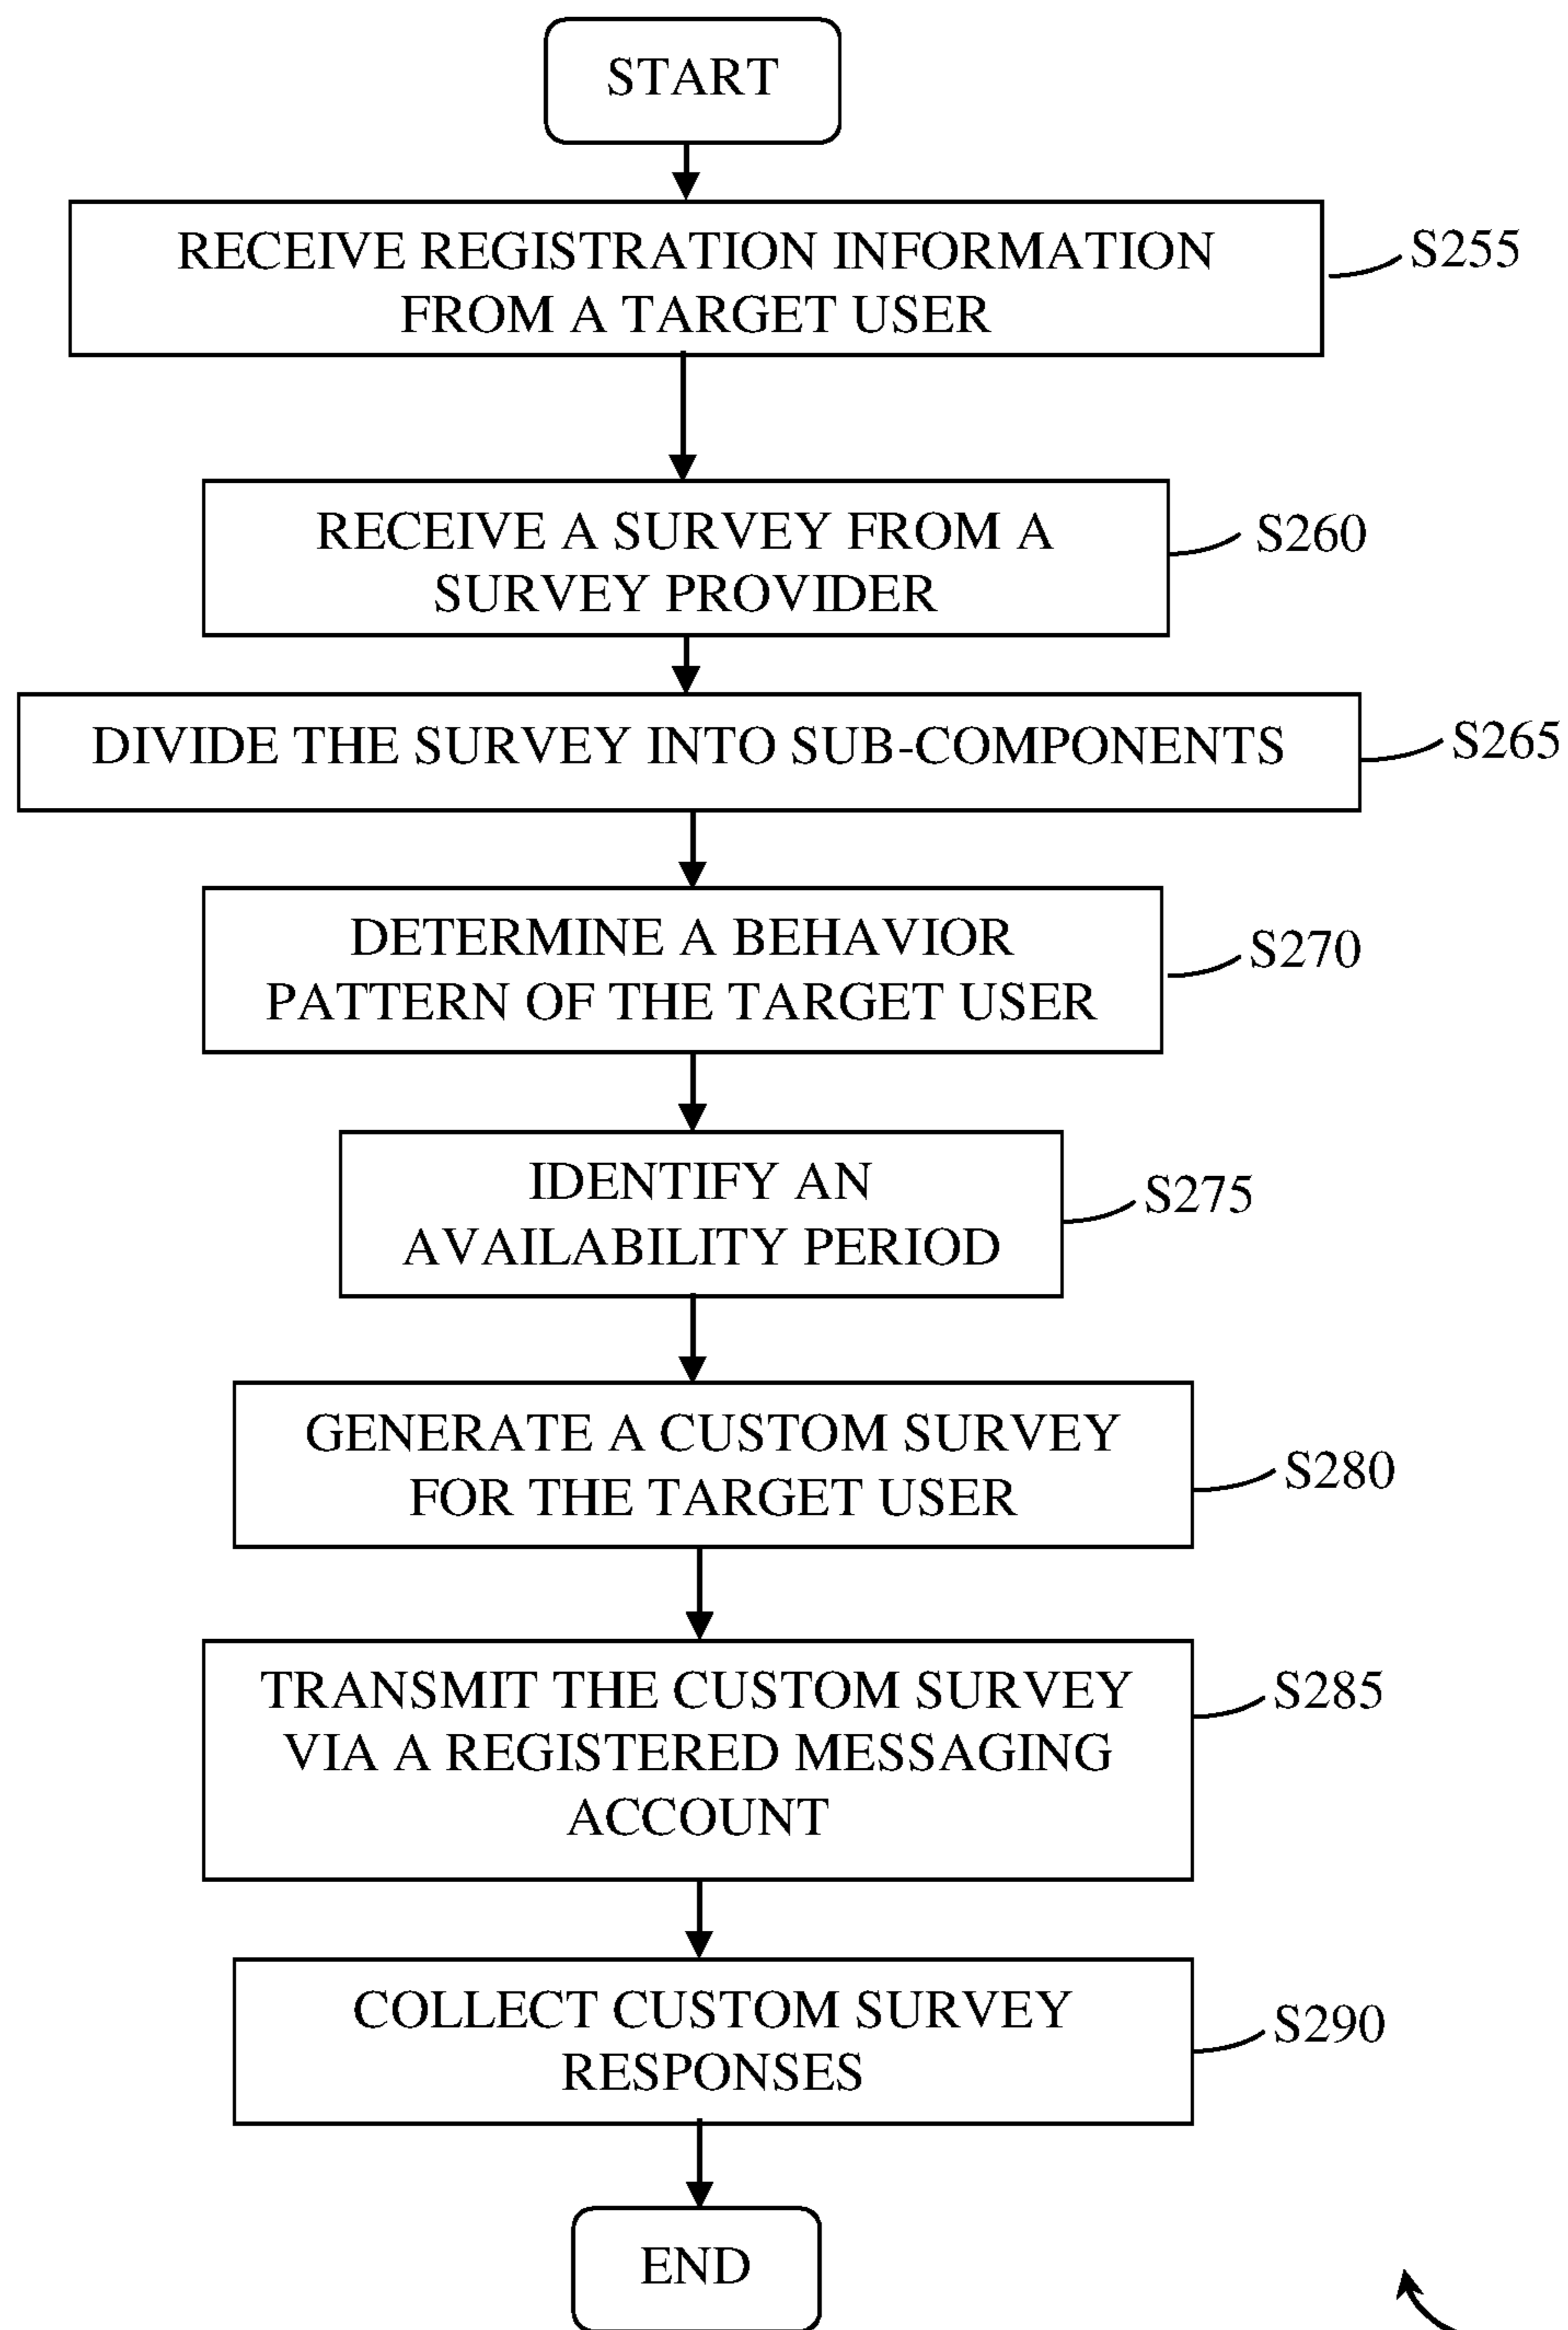 START
RECEIVE REGISTRATION INFORMATION
FROM A TARGET USER
S255
RECEIVE A SURVEY FROM A
SURVEY PROVIDER
S260
DIVIDE THE SURVEY INTO SUB-COMPONENTS
S265
DETERMINE A BEHAVIOR
PATTERN OF THE TARGET USER
S270
IDENTIFY AN
AVAILABILITY PERIOD
S275
GENERATE A CUSTOM SURVEY
FOR THE TARGET USER
S280
TRANSMIT THE CUSTOM SURVEY
VIA A REGISTERED MESSAGING
ACCOUNT
S285
COLLECT CUSTOM SURVEY
RESPONSES
S290
END